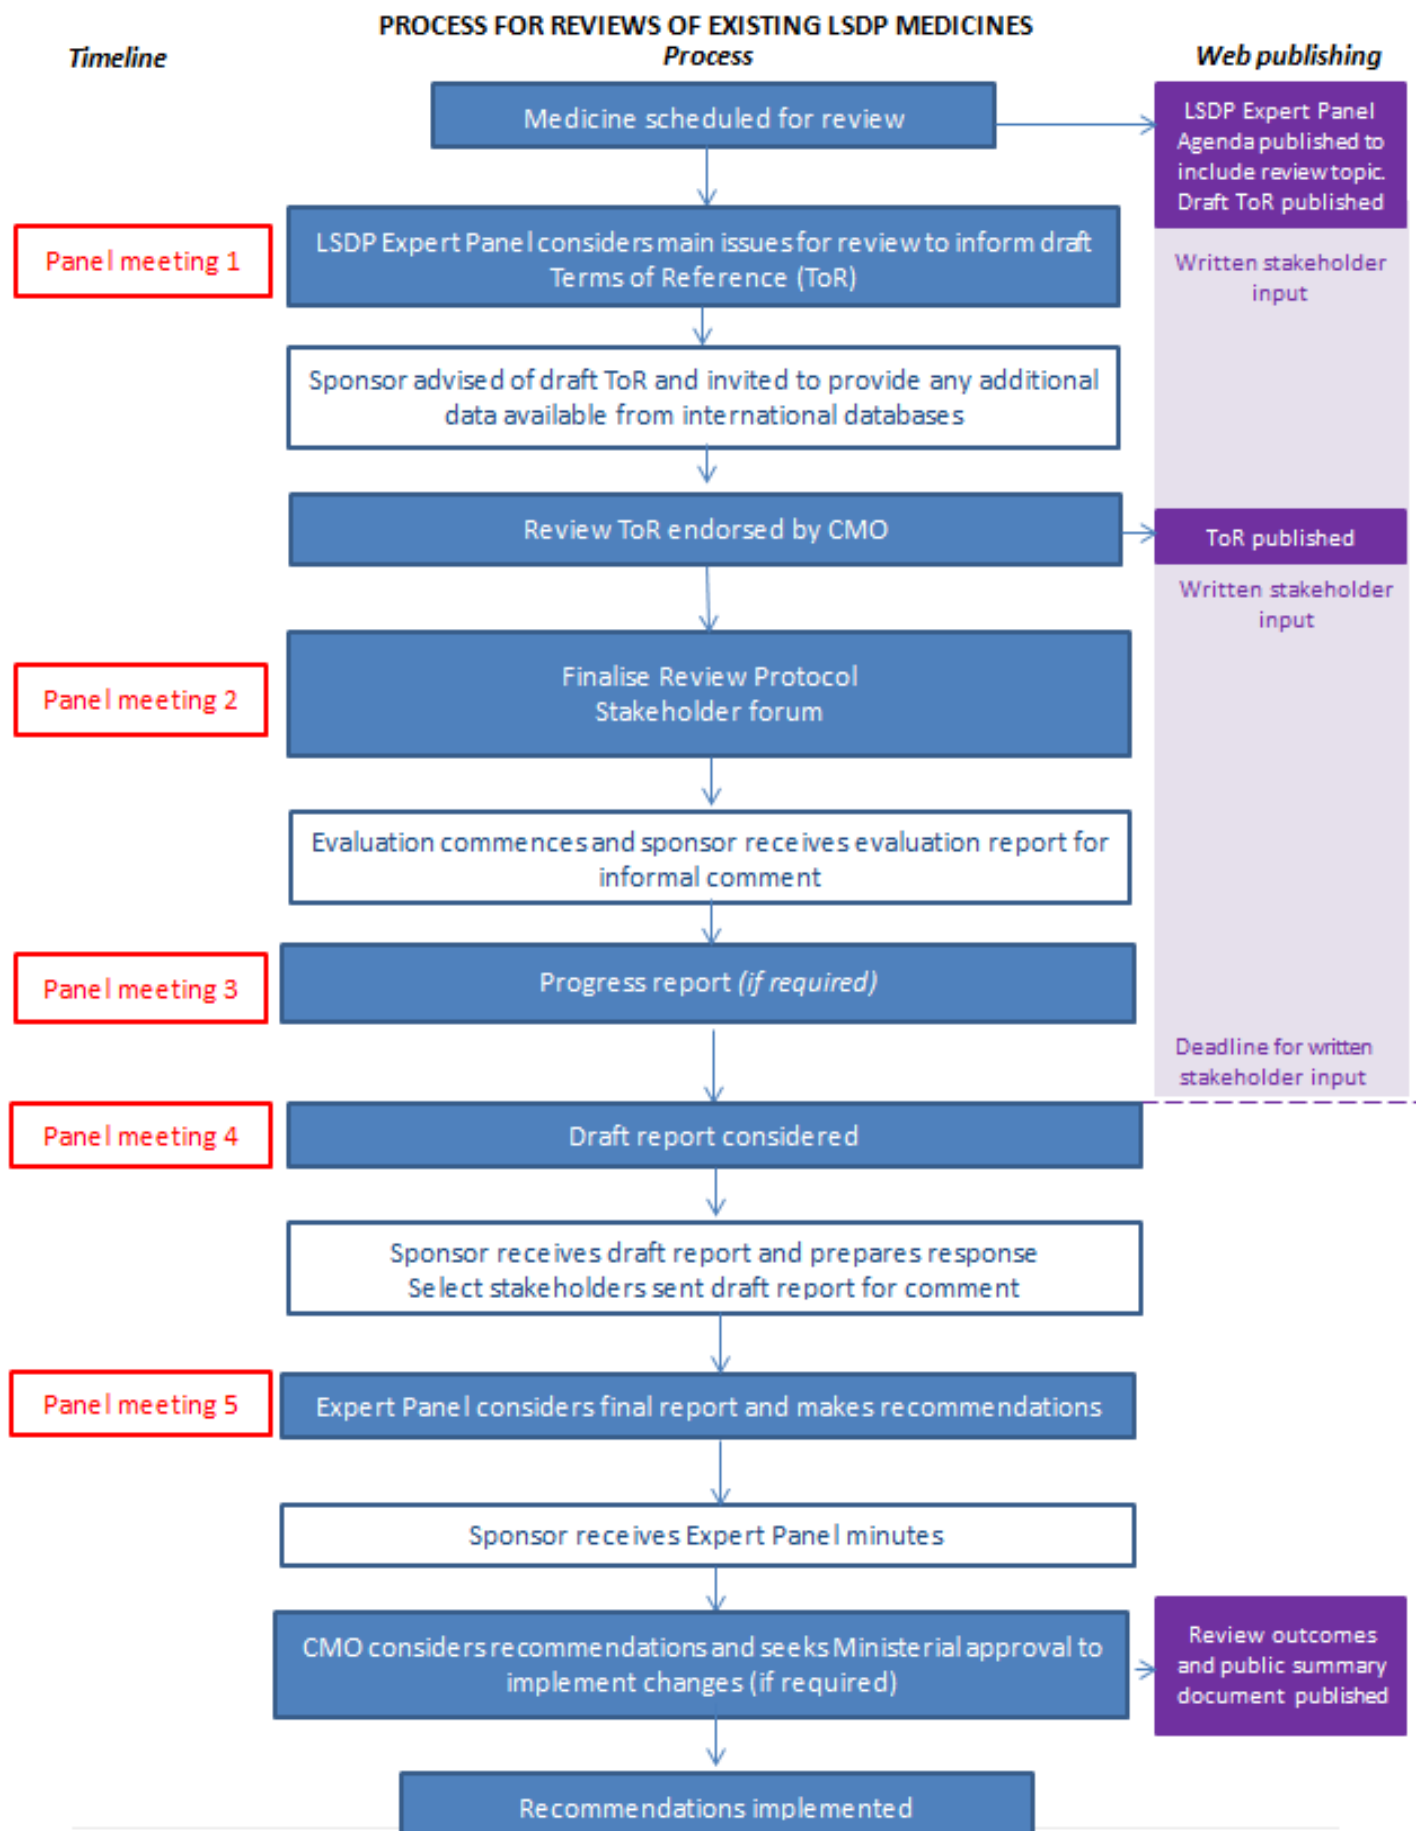 PROCESS FOR REVIEWS OF EXISTING LSDP MEDICINES
Timeline
Process
Web publishing
Medicine scheduled for review
LSDP Expert Panel
Agenda published to
include review topic.
Draft ToR published
Panel meeting 1
LSDP Expert Panel considers main issues for review to inform draft
Terms of Reference (ToR)
Written stakeholder
input
Sponsor advised of draft ToR and invited to provide any additional
data available from international databases
Review ToR endorsed by CMO
ToR published
Written stakeholder
input
Panel meeting 2
Finalise Review Protocol
Stakeholder forum
Evaluation commences and sponsor receives evaluation report for
informal comment
Panel meeting 3
Progress report (if required)
Deadline for written
stakeholder input
Panel meeting 4
Draft report considered
Sponsor receives draft report and prepares response
Select stakeholders sent draft report for comment
Panel meeting 5
Expert Panel considers final report and makes recommendations
Sponsor receives Expert Panel minutes
CMO considers recommendations and seeks Ministerial approval to
implement changes (if required)
Review outcomes
and public summary
document published
Recommendations implemented